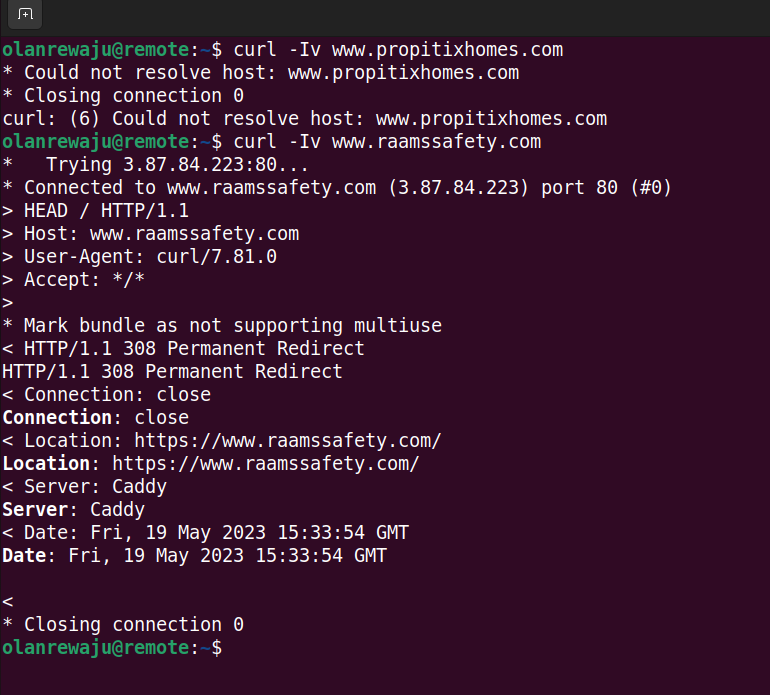 olanrewaju@remote:~$ curl -Iv www.propitixhomes.com
* Could not resolve host: www.propitixhomes.com
* Closing connection 0
curl: (6) Could not resolve host: www.propitixhomes.com
olanrewaju@remote:~$ curl -Iv www.raamssafety.com
*   Trying 3.87.84.223:80...
* Connected to www.raamssafety.com (3.87.84.223) port 80 (#0)
> HEAD / HTTP/1.1
> Host: www.raamssafety.com
> User-Agent: curl/7.81.0
> Accept: */*
>
* Mark bundle as not supporting multiuse
< HTTP/1.1 308 Permanent Redirect
HTTP/1.1 308 Permanent Redirect
< Connection: close
Connection: close
< Location: https://www.raamssafety.com/
Location: https://www.raamssafety.com/
< Server: Caddy
Server: Caddy
< Date: Fri, 19 May 2023 15:33:54 GMT
Date: Fri, 19 May 2023 15:33:54 GMT

<
* Closing connection 0
olanrewaju@remote:~$